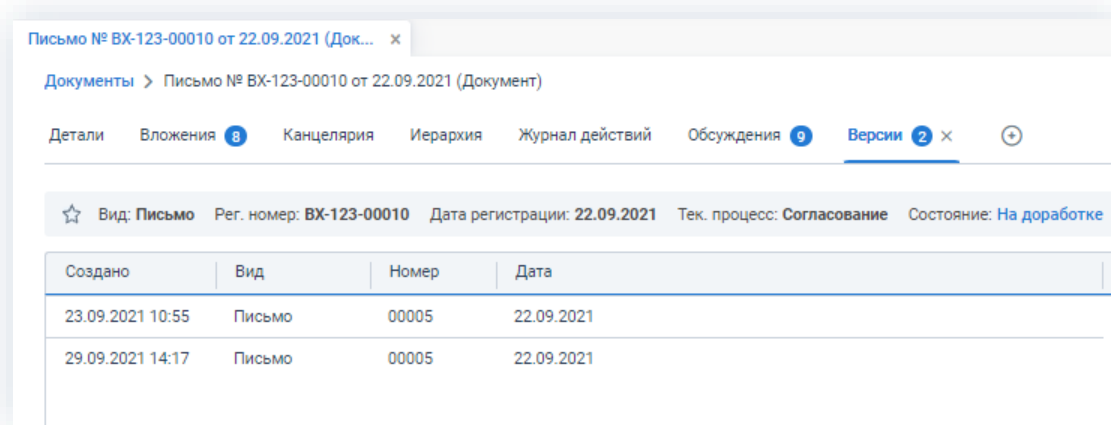 Письмо № ВХ-123-00010 от 22.09.2021 (Док... ×
Документы > Письмо № ВХ-123-00010 от 22.09.2021 (Документ)
Детали Вложения 8 Канцелярия Иерархия Журнал действий Обсуждения 9 Версии 2 ×
Вид: Письмо Рег. номер: ВХ-123-00010 Дата регистрации: 22.09.2021 Тек. процесс: Согласование Состояние: На доработке
Создано Вид Номер Дата
23.09.2021 10:55 Письмо 00005 22.09.2021
29.09.2021 14:17 Письмо 00005 22.09.2021